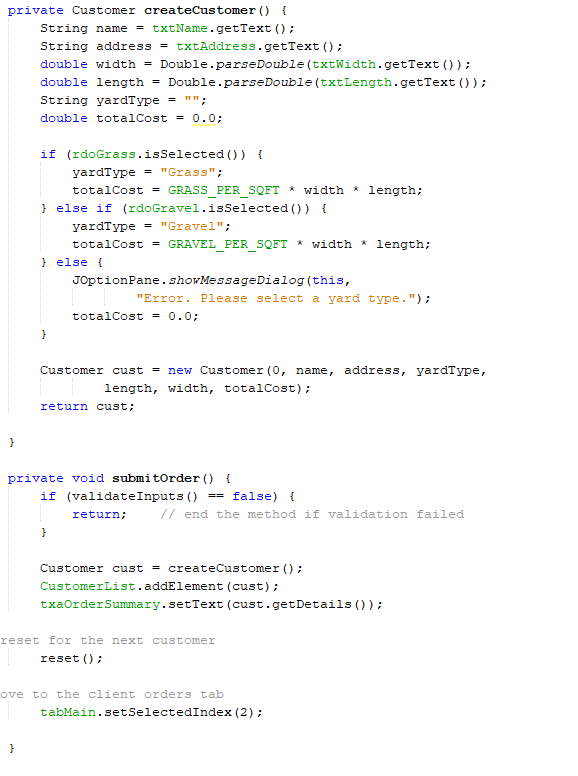 private Customer createCustomer() {
String name = txtName.getText();
String address = txtAddress.getText();
double width = Double.parseDouble(txtWidth.getText());
double length = Double.parseDouble(txtLength.getText());
String yardType = "";
double totalCost = 0.0;
if (rdoGrass.isSelected()) {
yardType = "Grass";
totalCost = GRASS_PER_SQFT * width * length;
} else if (rdoGravel.isSelected()) {
yardType = "Gravel";
totalCost = GRAVEL_PER_SQFT * width * length;
} else {
JOptionPane.showMessageDialog(this,
"Error. Please select a yard type.");
totalCost = 0.0;
}
Customer cust = new Customer(0, name, address, yardType,
length, width, totalCost);
return cust;
}
private void submitOrder() {
if (validateInputs() == false) {
return; // end the method if validation failed
}
Customer cust = createCustomer();
CustomerList.addElement(cust);
txaOrderSummary.setText(cust.getDetails());
reset for the next customer
reset();
ove to the client orders tab
tabMain.setSelectedIndex(2);
}